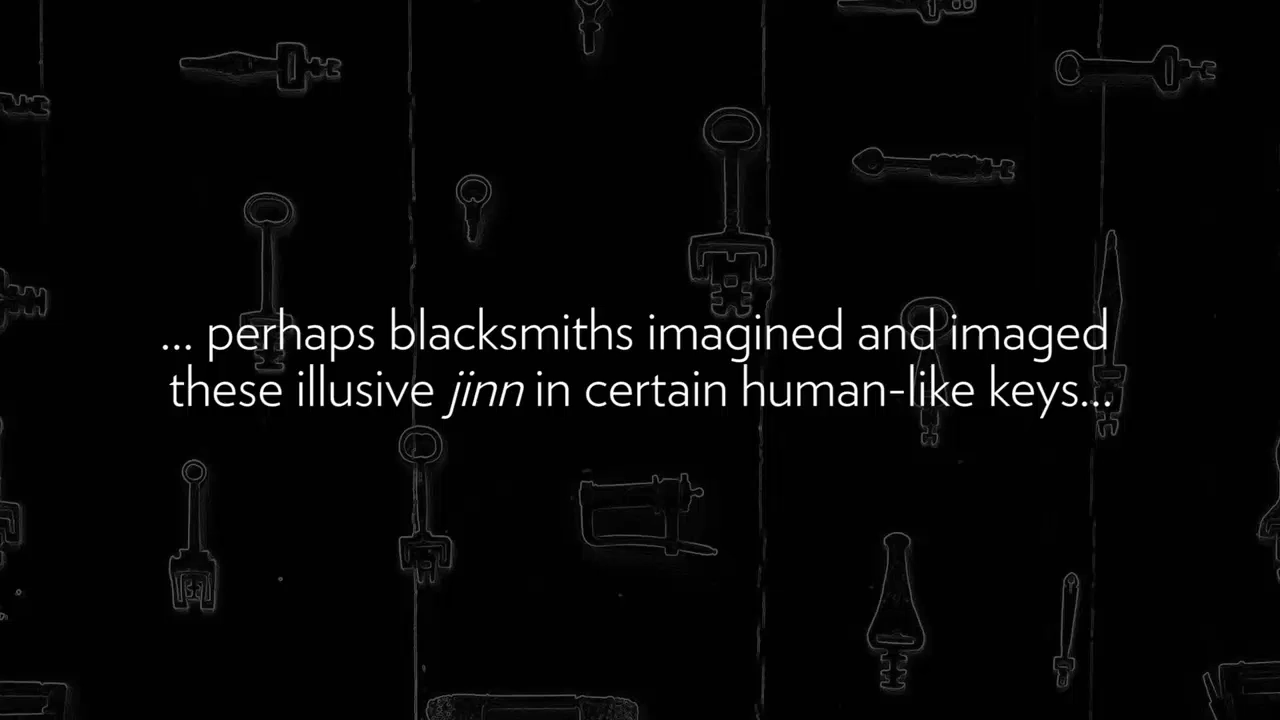 ... perhaps blacksmiths imagined and imaged
these illusive jinn in certain human-like keys...